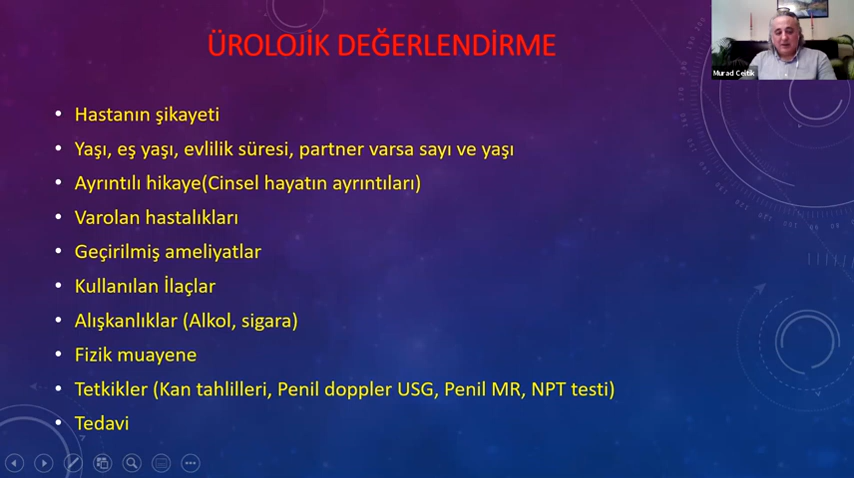 ÜROLOJİK DEĞERLENDİRME
Murad Celtik
• Hastanın şikayeti
• Yaşı, eş yaşı, evlilik süresi, partner varsa sayı ve yaşı
• Ayrıntılı hikaye(Cinsel hayatın ayrıntıları)
• Varolan hastalıkları
• Geçirilmiş ameliyatlar
• Kullanılan İlaçlar
• Alışkanlıklar (Alkol, sigara)
• Fizik muayene
• Tetkikler (Kan tahlilleri, Penil doppler USG, Penil MR, NPT testi)
• Tedavi